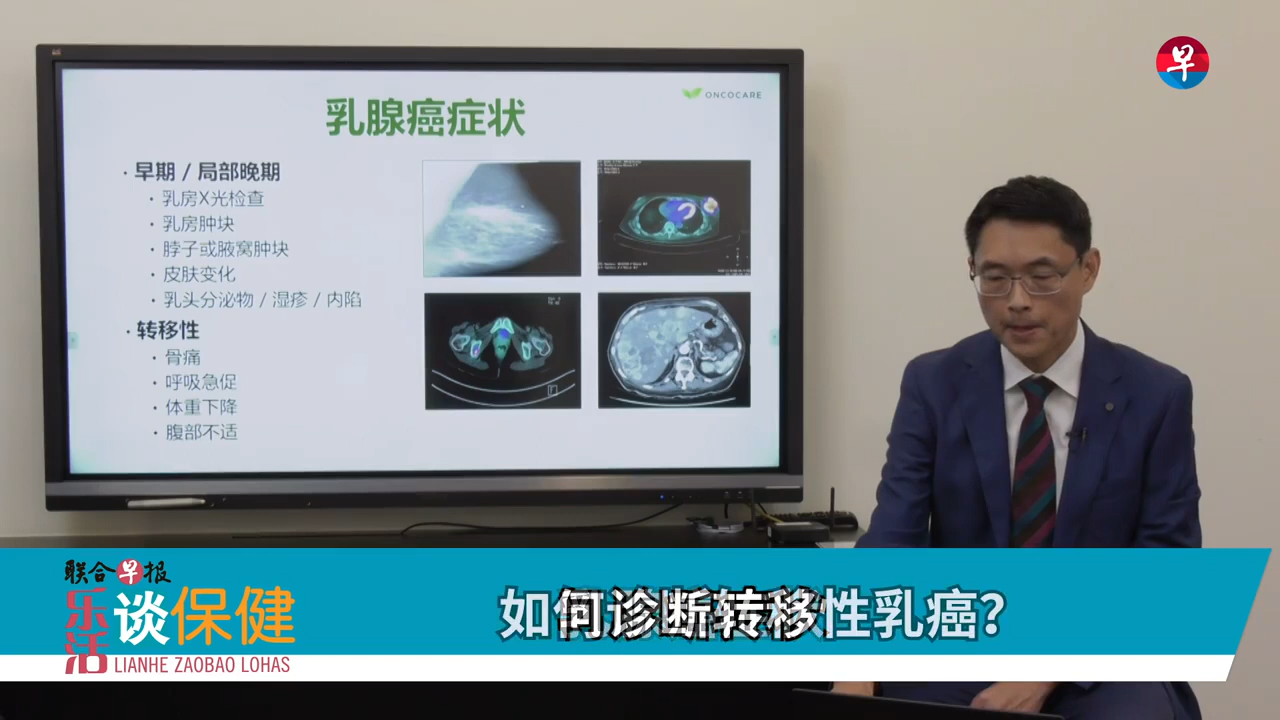 早
ONCOCARE
乳腺癌症状
· 早期 / 局部晚期
· 乳房X光检查
· 乳房肿块
· 脖子或腋窝肿块
· 皮肤变化
· 乳头分泌物 / 湿疹 / 内陷
· 转移性
· 骨痛
· 呼吸急促
· 体重下降
· 腹部不适
联合早报
乐活
谈保健
LIANHE ZAOBAO LOHAS
如何诊断转移性乳癌?